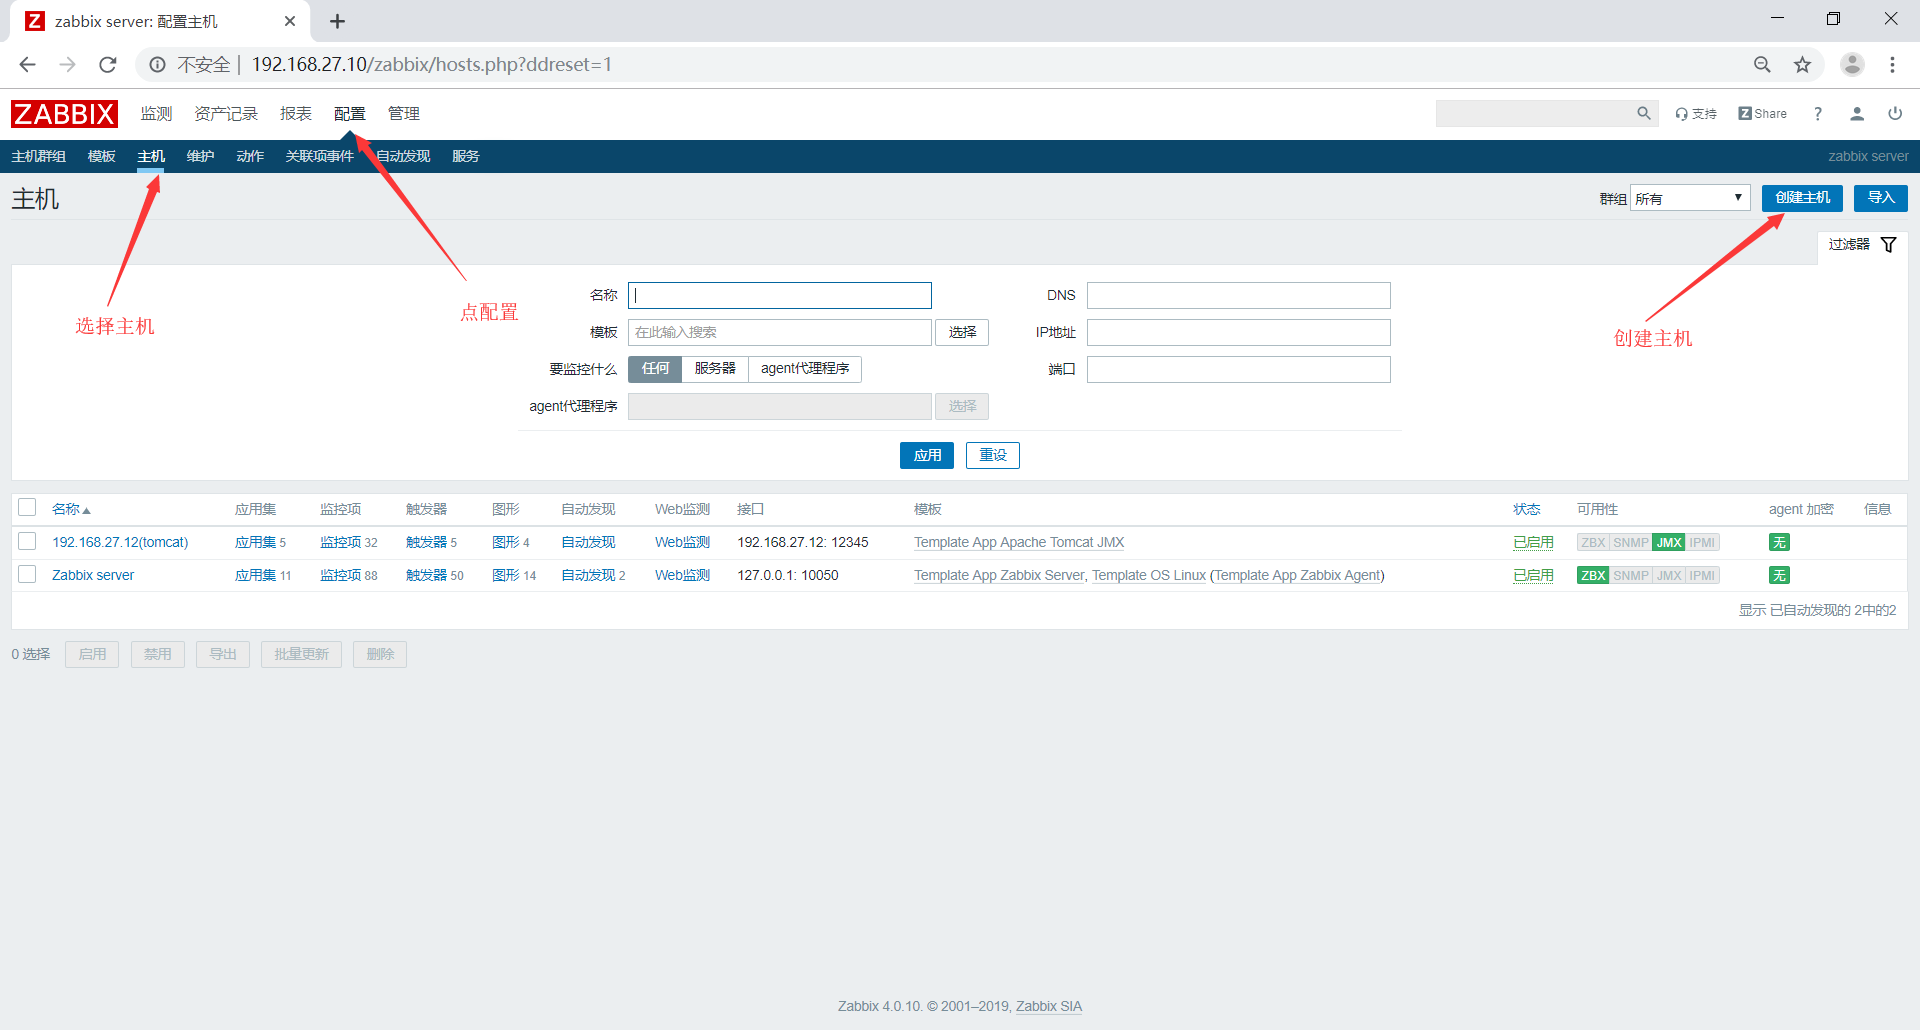 Z zabbix server: 配置主机
不安全 | 192.168.27.10/zabbix/hosts.php?ddreset=1
ZABBIX 监测 资产记录 报表 配置 管理 支持 Z Share ?
主机群组 模板 主机 维护 动作 关联项事件 自动发现 服务 zabbix server
主机 群组 所有 创建主机 导入
过滤器
选择主机
点配置
创建主机
名称 DNS
模板 在此输入搜索 选择 IP地址
要监控什么 任何 服务器 agent代理程序 端口
agent代理程序 选择
应用 重设
名称 应用集 监控项 触发器 图形 自动发现 Web监测 接口 模板 状态 可用性 agent 加密 信息
192.168.27.12(tomcat) 应用集 5 监控项 32 触发器 5 图形 4 自动发现 Web监测 192.168.27.12: 12345 Template App Apache Tomcat JMX 已启用 ZBX SNMP JMX IPMI 无
Zabbix server 应用集 11 监控项 88 触发器 50 图形 14 自动发现 2 Web监测 127.0.0.1: 10050 Template App Zabbix Server, Template OS Linux (Template App Zabbix Agent) 已启用 ZBX SNMP JMX IPMI 无
显示 已自动发现的 2中的2
0 选择 启用 禁用 导出 批量更新 删除
Zabbix 4.0.10. © 2001–2019, Zabbix SIA